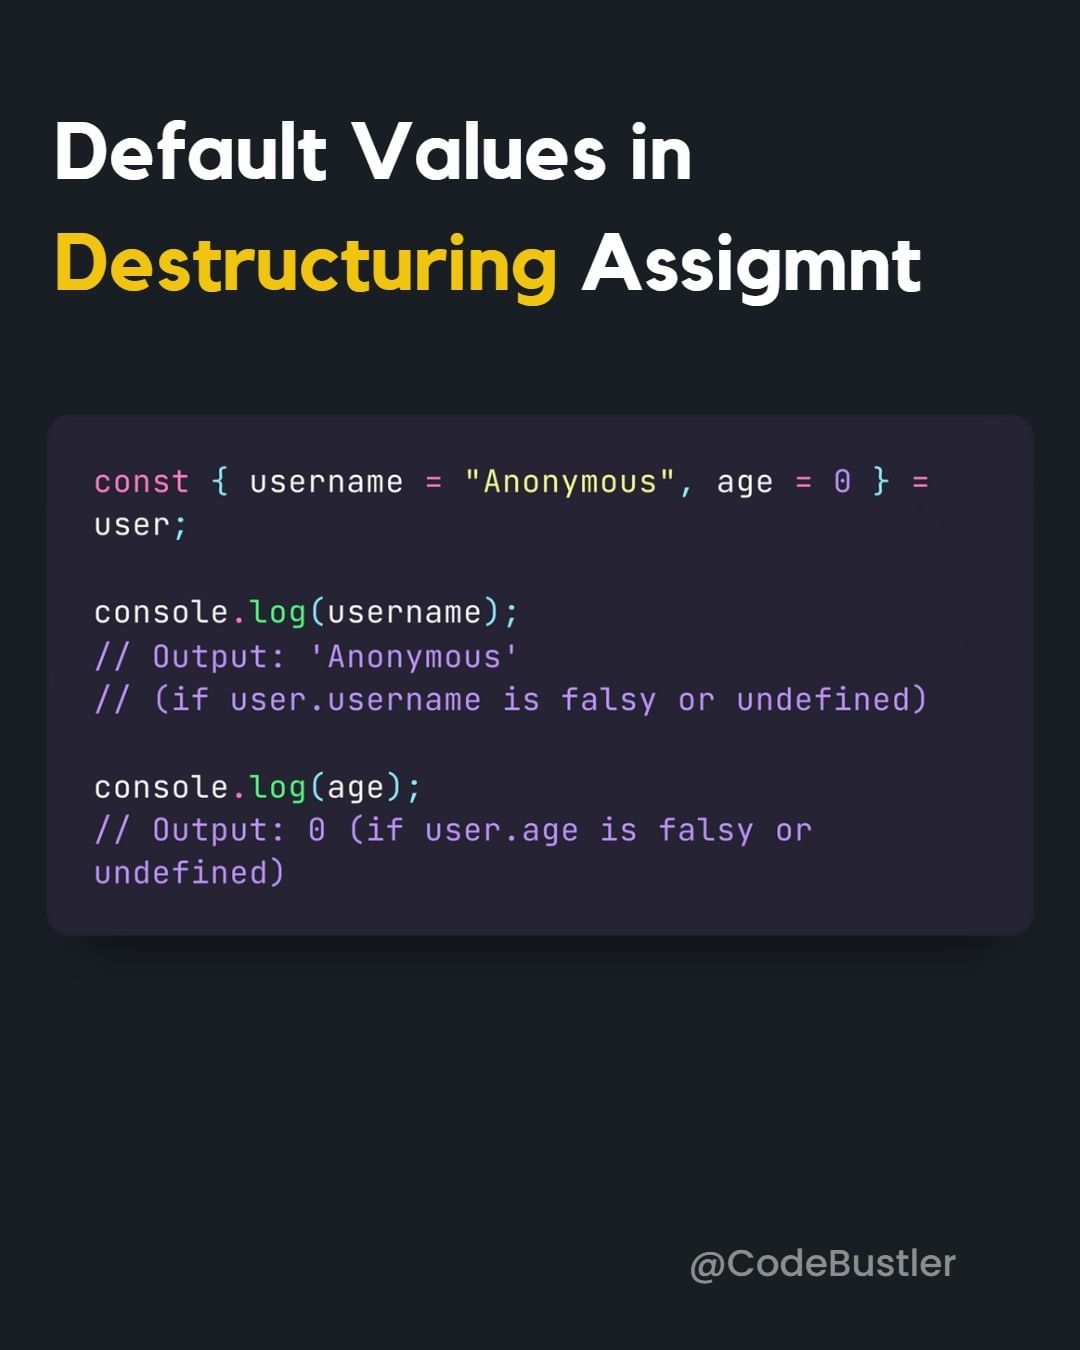 Default Values in
Destructuring Assigmnt
const { username = "Anonymous", age = 0 } =
user;
console.log(username);
// Output: 'Anonymous'
// (if user.username is falsy or undefined)
console.log(age);
// Output: 0 (if user.age is falsy or
undefined)
@CodeBustler